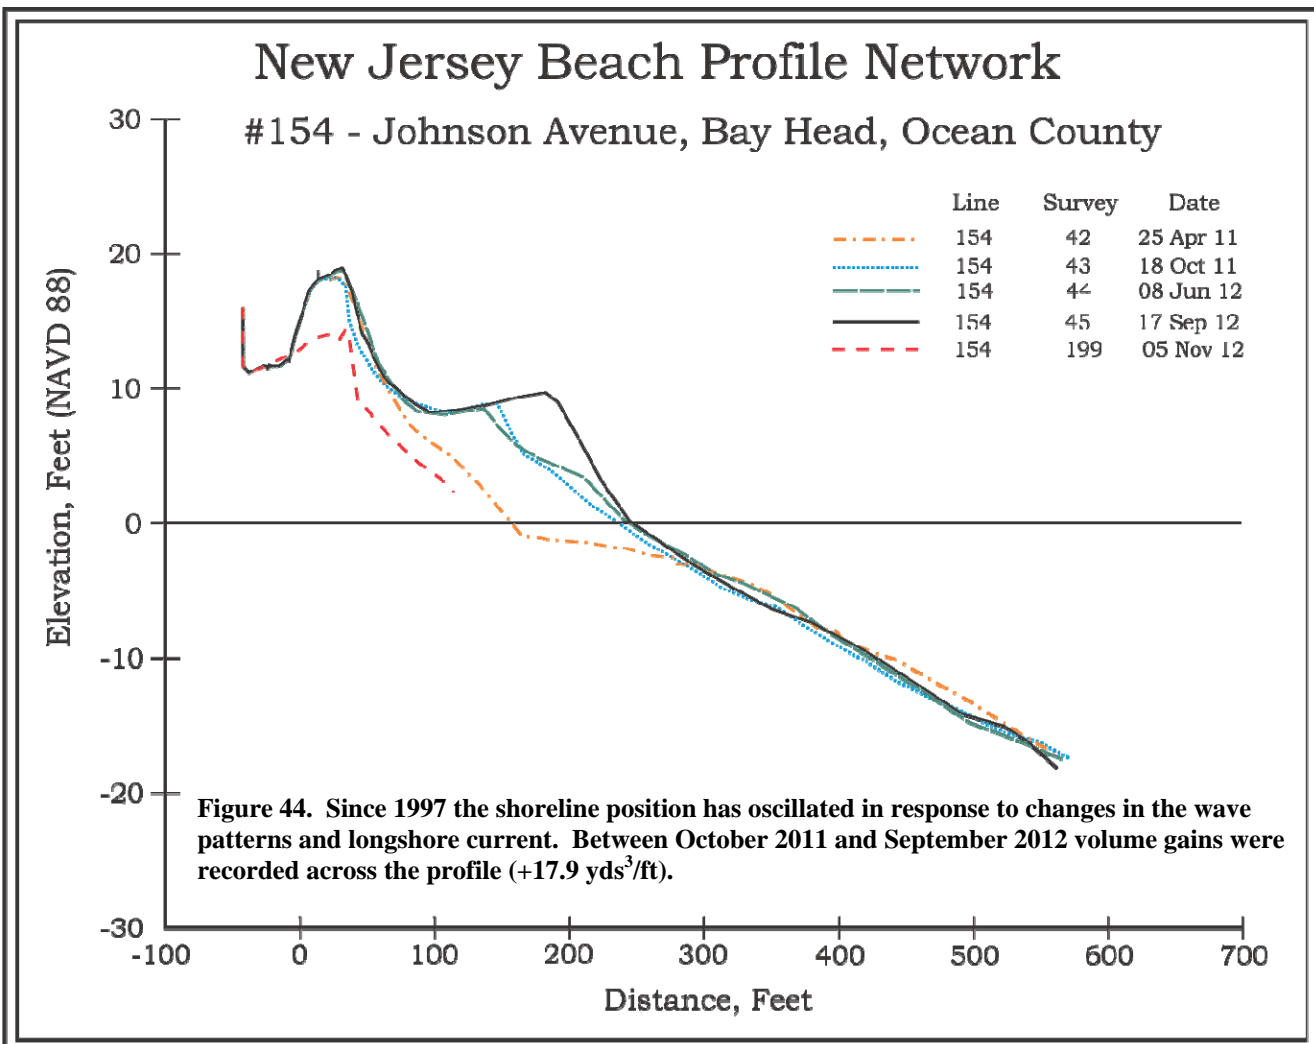 New Jersey Beach Profile Network
#154 - Johnson Avenue, Bay Head, Ocean County
Line Survey Date
154 42 25 Apr 11
154 43 18 Oct 11
154 44 08 Jun 12
154 45 17 Sep 12
154 199 05 Nov 12
Elevation, Feet (NAVD 88)
30
20
10
0
-10
-20
-30
Figure 44. Since 1997 the shoreline position has oscillated in response to changes in the wave
patterns and longshore current. Between October 2011 and September 2012 volume gains were
recorded across the profile (+17.9 yds³/ft).
-100 0 100 200 300 400 500 600 700
Distance, Feet